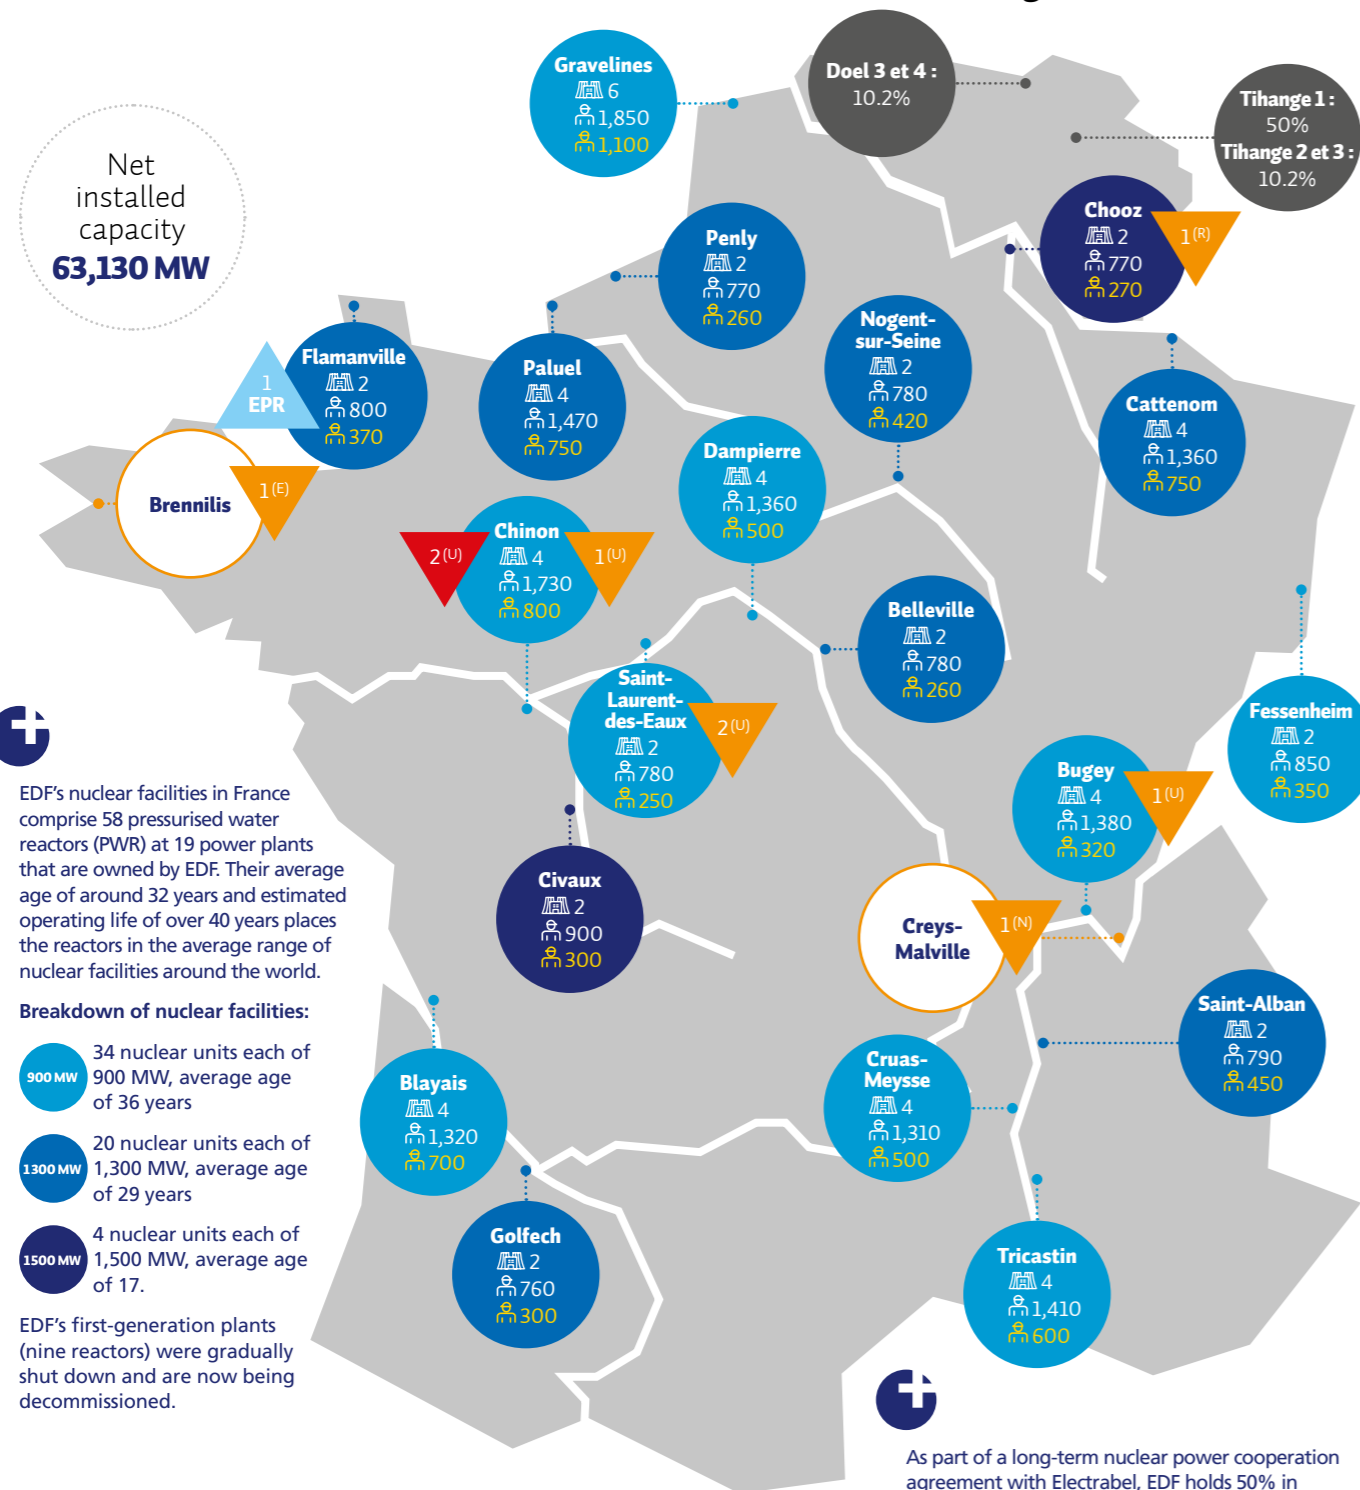 Gravelines
6
1,850
1,100
Doel 3 et 4 :
10.2%
Tihange 1 :
50%
Tihange 2 et 3 :
10.2%
Net
installed
capacity
63,130 MW
Chooz
2
770
270
1(R)
Penly
2
770
260
Nogent-
sur-Seine
2
780
420
Flamanville
2
800
370
1
EPR
Paluel
4
1,470
750
Cattenom
4
1,360
750
Dampierre
4
1,360
500
Brennilis
1(E)
Chinon
4
1,730
800
2(U)
1(U)
Belleville
2
780
260
Saint-
Laurent-
des-Eaux
2
780
250
2(U)
Fessenheim
2
850
350
Bugey
4
1,380
320
1(U)
EDF's nuclear facilities in France
comprise 58 pressurised water
reactors (PWR) at 19 power plants
that are owned by EDF. Their average
age of around 32 years and estimated
operating life of over 40 years places
the reactors in the average range of
nuclear facilities around the world.
Civaux
2
900
300
Creys-
Malville
1(N)
Breakdown of nuclear facilities:
900 MW
34 nuclear units each of
900 MW, average age
of 36 years
1300 MW
20 nuclear units each of
1,300 MW, average age
of 29 years
1500 MW
4 nuclear units each of
1,500 MW, average age
of 17.
EDF's first-generation plants
(nine reactors) were gradually
shut down and are now being
decommissioned.
Saint-Alban
2
790
450
Blayais
4
1,320
700
Cruas-
Meysse
4
1,310
500
Golfech
2
760
300
Tricastin
4
1,410
600
As part of a long-term nuclear power cooperation
agreement with Electrabel, EDF holds 50% in